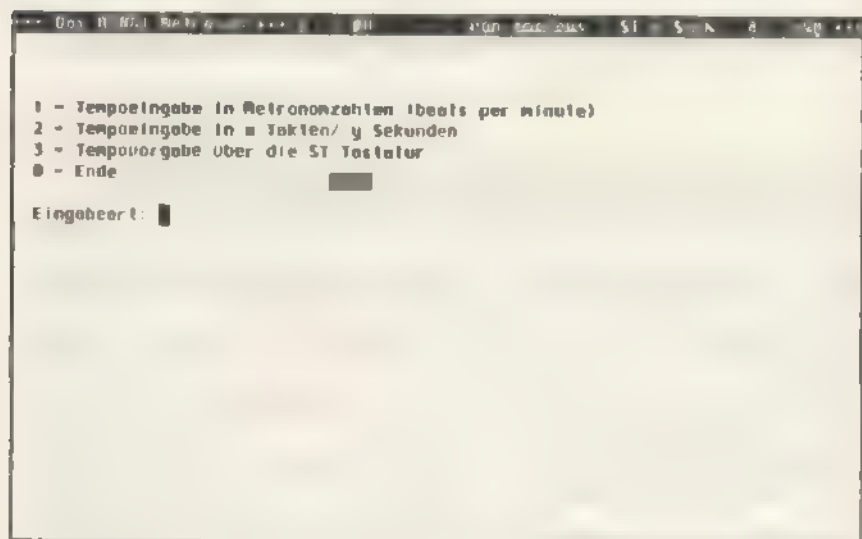 1 - Tempoeingabe in Metronomzahlen (beats per minute)
2 - Tempoeingabe in x Takten/ y Sekunden
3 - Tempovorgabe über die ST Tastatur
0 - Ende
Eingabeart: